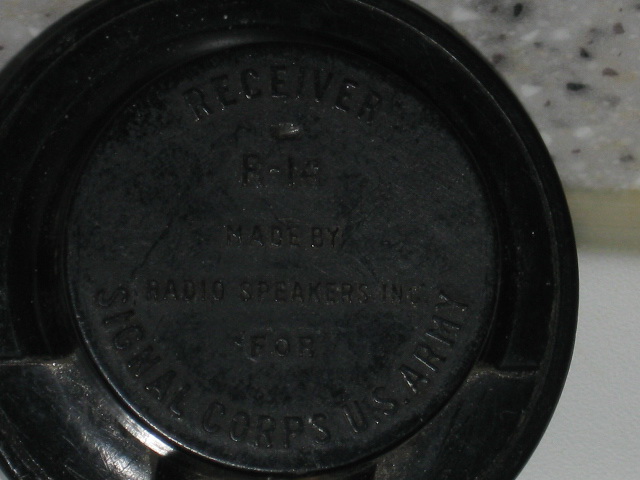 RECEIVER
R-14
MADE BY
RADIO SPEAKERS INC.
FOR
SIGNAL CORPS U.S. ARMY